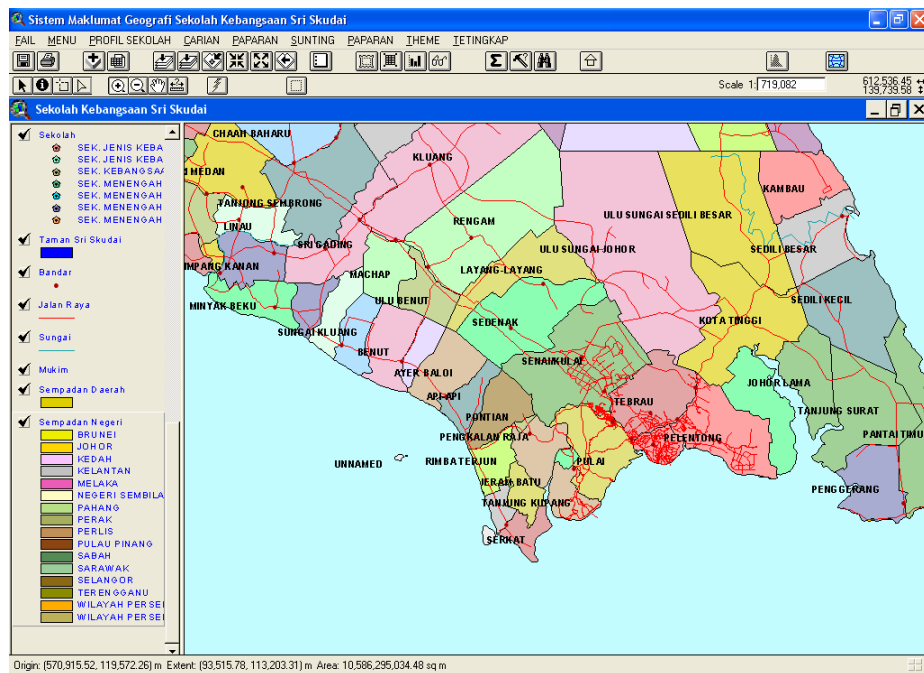 Sistem Maklumat Geografi Sekolah Kebangsaan Sri Skudai
FAIL MENU PROFIL SEKOLAH CARIAN PAPARAN SUNTING PAPARAN THEME TETINGKAP
Scale 1: 719,082
612,536.45
139,739.58
Sekolah Kebangsaan Sri Skudai
Sekolah
SEK. JENIS KEBA
SEK. JENIS KEBA
SEK. KEBANGSAA
SEK. MENENGAH
SEK. MENENGAH
SEK. MENENGAH
SEK. MENENGAH
Taman Sri Skudai
Bandar
Jalan Raya
Sungai
Mukim
Sempadan Daerah
Sempadan Negeri
BRUNEI
JOHOR
KEDAH
KELANTAN
MELAKA
NEGERI SEMBILA
PAHANG
PERAK
PERLIS
PULAU PINANG
SABAH
SARAWAK
SELANGOR
TERENGGANU
WILAYAH PERSE
WILAYAH PERSE
CHAAH BAHARU
KLUANG
MEDAN
KAMBAU
TANJONG SEMBRONG
RENGAM
ULU SUNGAI SEDILI BESAR
LINAU
SRI GADING
ULU SUNGAI JOHOR
SEDILI BESAR
MPANG KANAN
MACHAP
LAYANG-LAYANG
MINYAK BEKU
ULU BENUT
SEDILI KECIL
SEDENAK
KOTA TINGGI
SUNGAI KLUANG
BENUT
SENAI KULAI
AYER BALOI
JOHOR LAMA
API-API
TEBRAU
PONTIAN
TANJUNG SURAT
PENGKALAN RAJA
PELENTONG
PANTAI TIMU
UNNAMED
RIMBA TERJUN
PULAI
JERAM BATU
PENGGERANG
TANJUNG KUPANG
SERKAT
Origin: (570,915.52, 119,572.26) m Extent: (93,515.78, 113,203.31) m Area: 10,586,295,034.48 sq m